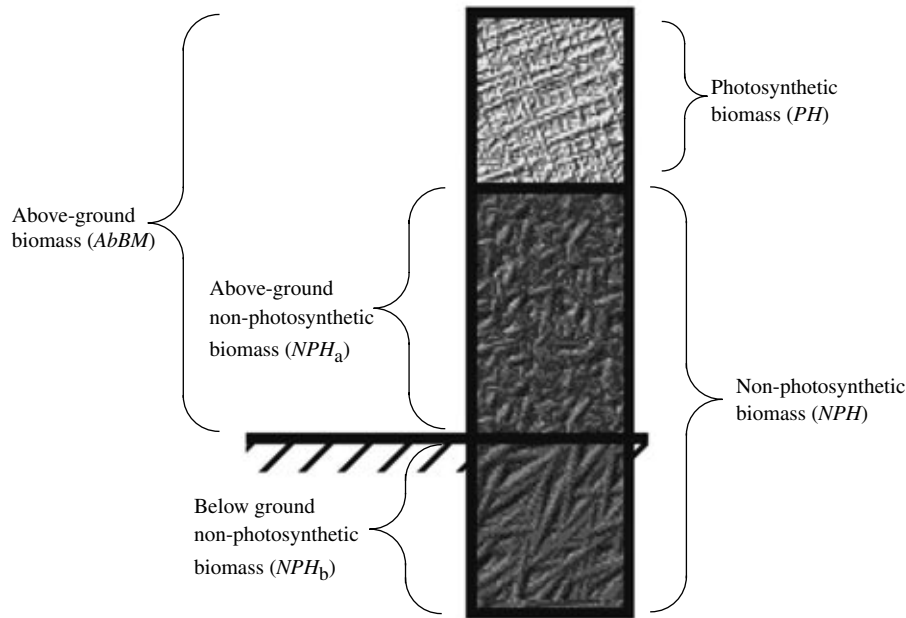 Photosynthetic
biomass (PH)
Above-ground
biomass (AbBM)
Above-ground
non-photosynthetic
biomass (NPHa)
Non-photosynthetic
biomass (NPH)
Below ground
non-photosynthetic
biomass (NPHb)